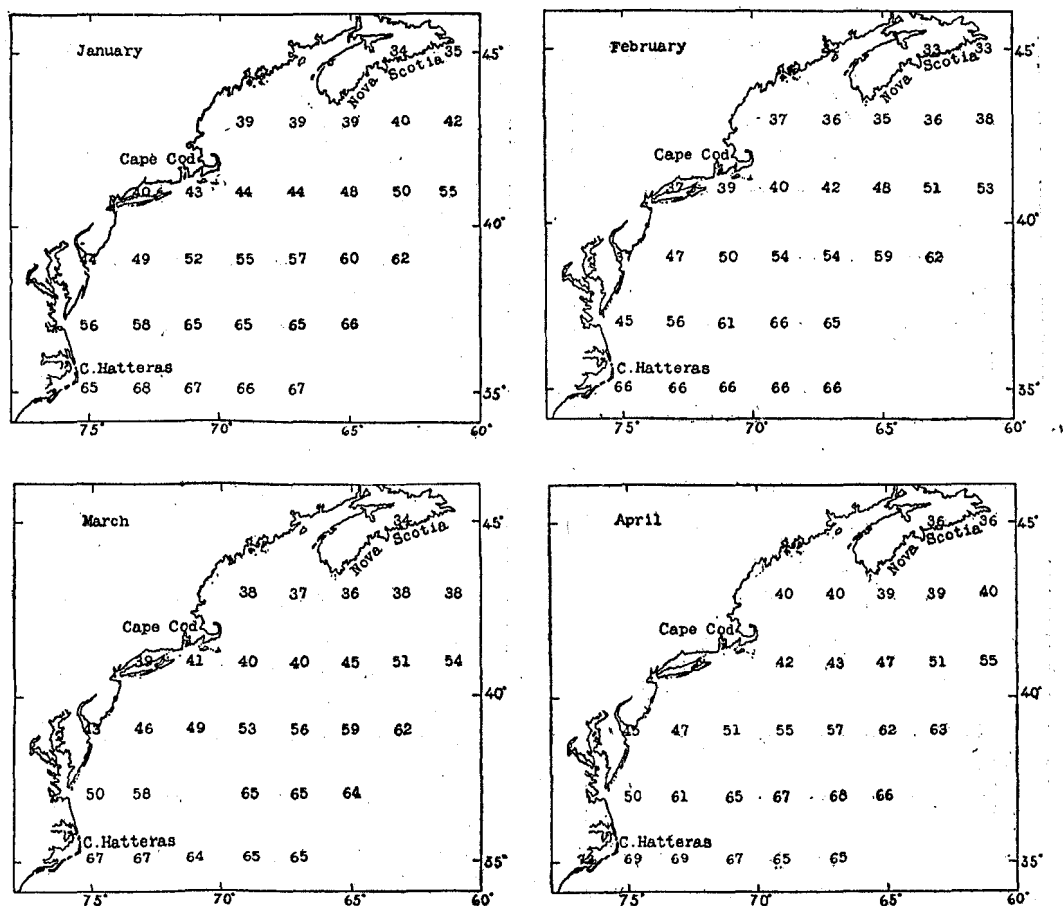 January
34 35
45°
Nova Scotia
39 39 39 40 42
Cape Cod
40 43 44 44 48 50 55
40°
49 52 55 57 60 62
56 58 65 65 65 66
C.Hatteras
65 68 67 66 67
35°
75° 70° 65° 60°
February
33 33
45°
Nova Scotia
37 36 35 36 38
Cape Cod
37 39 40 42 48 51 53
40°
47 50 54 54 59 62
45 56 61 66 65
C.Hatteras
66 66 66 66 66
35°
75° 70° 65° 60°
March
34
45°
Nova Scotia
38 37 36 38 38
Cape Cod
39 41 40 40 45 51 54
40°
43 46 49 53 56 59 62
50 58 65 65 64
C.Hatteras
67 67 64 65 65
35°
75° 70° 65° 60°
April
36 36
45°
Nova Scotia
40 40 39 39 40
Cape Cod
42 43 47 51 55
40°
45 47 51 55 57 62 63
50 61 65 67 68 66
C.Hatteras
69 69 67 65 65
35°
75° 70° 65° 60°